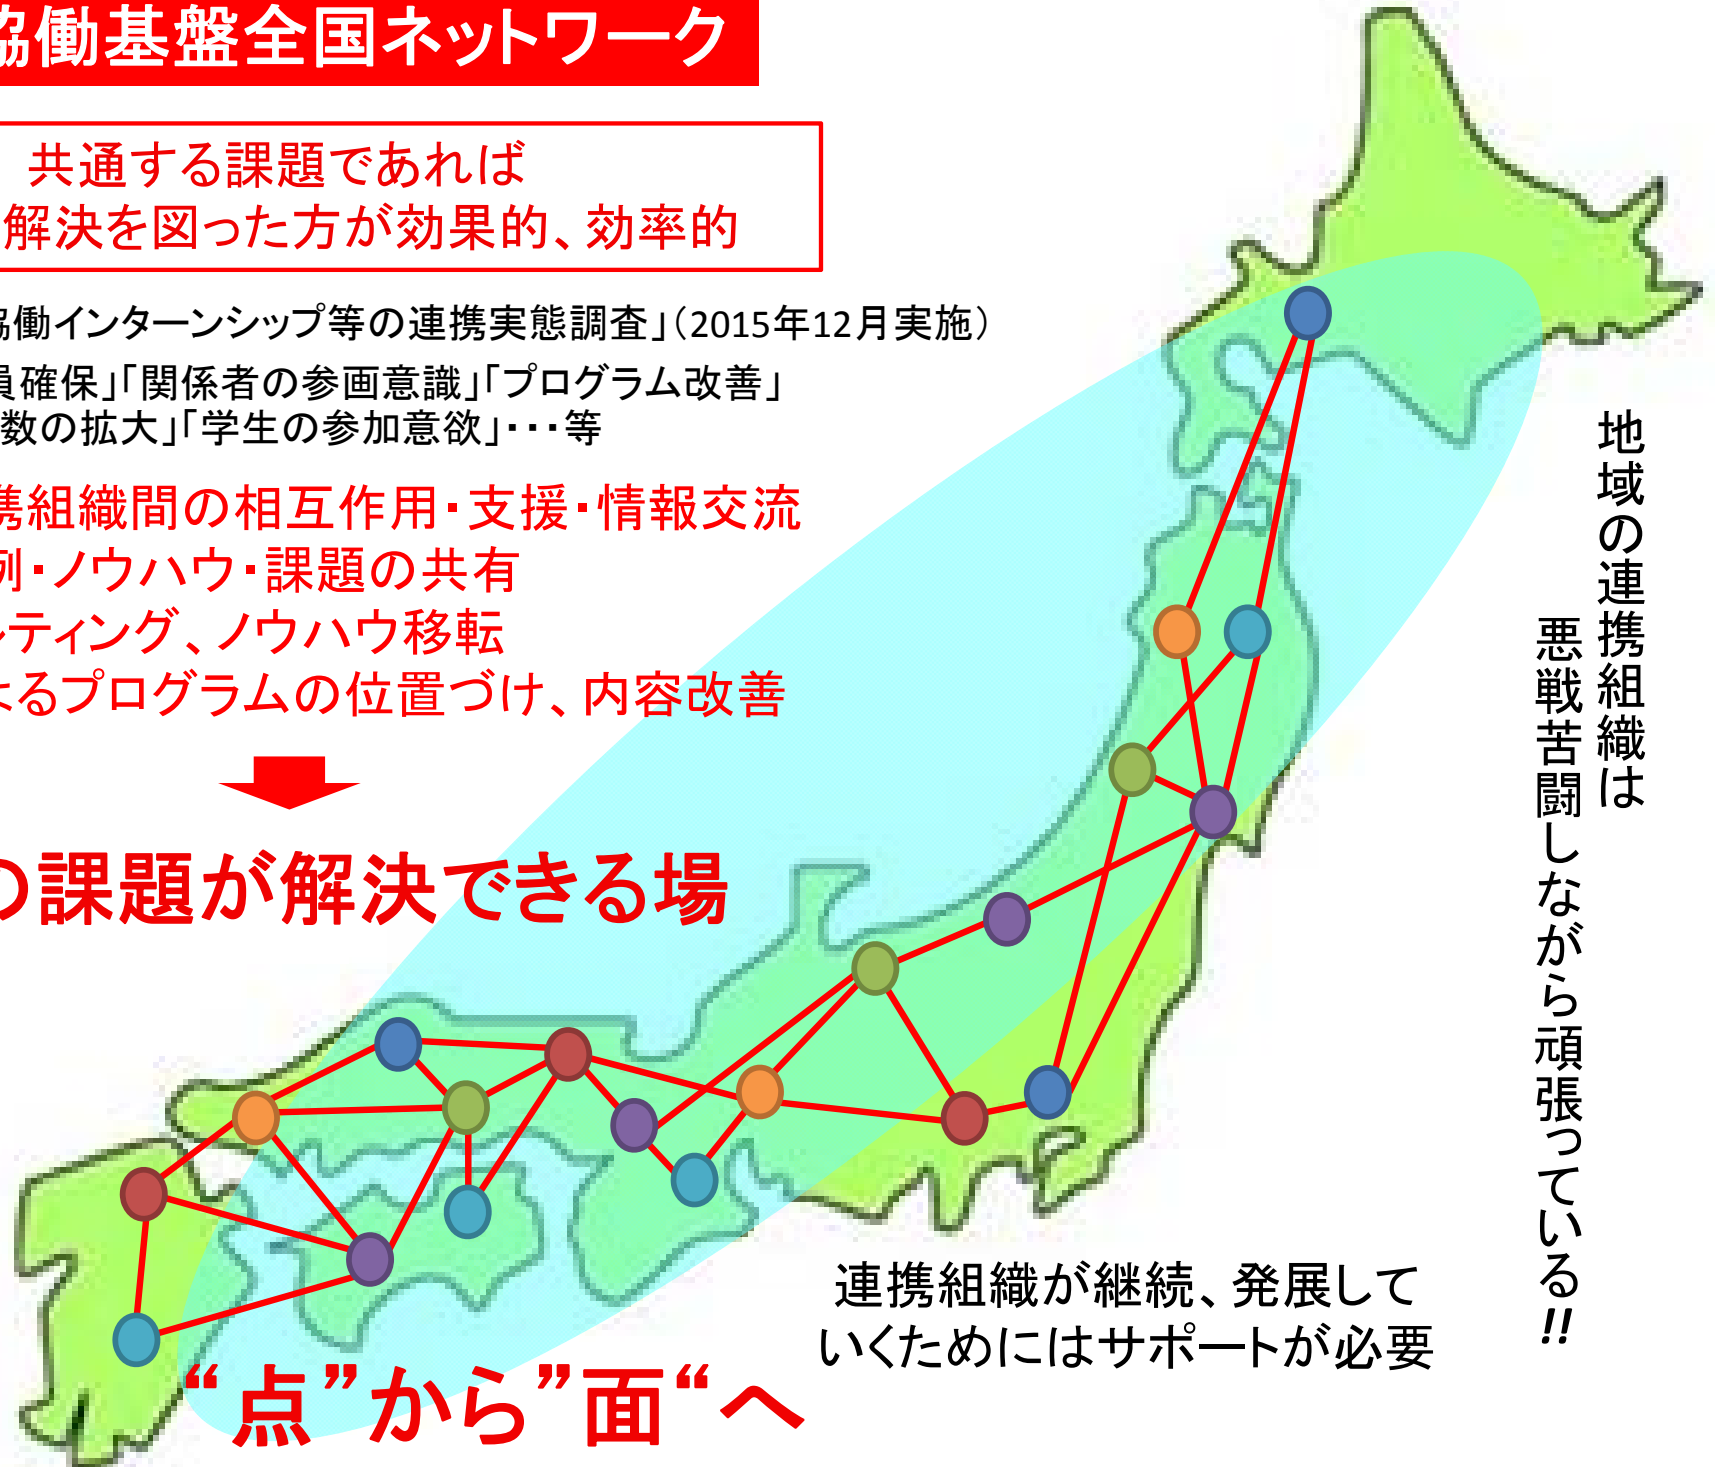 協働基盤全国ネットワーク
共通する課題であれば
解決を図った方が効果的、効率的
協働インターンシップ等の連携実態調査」（2015年12月実施）
員確保」「関係者の参画意識」「プログラム改善」
数の拡大」「学生の参加意欲」・・・等
携組織間の相互作用・支援・情報交流
例・ノウハウ・課題の共有
ルティング、ノウハウ移転
よるプログラムの位置づけ、内容改善
の課題が解決できる場
地域の連携組織は
悪戦苦闘しながら頑張っている!!
連携組織が継続、発展して
いくためにはサポートが必要
“点”から”面“へ